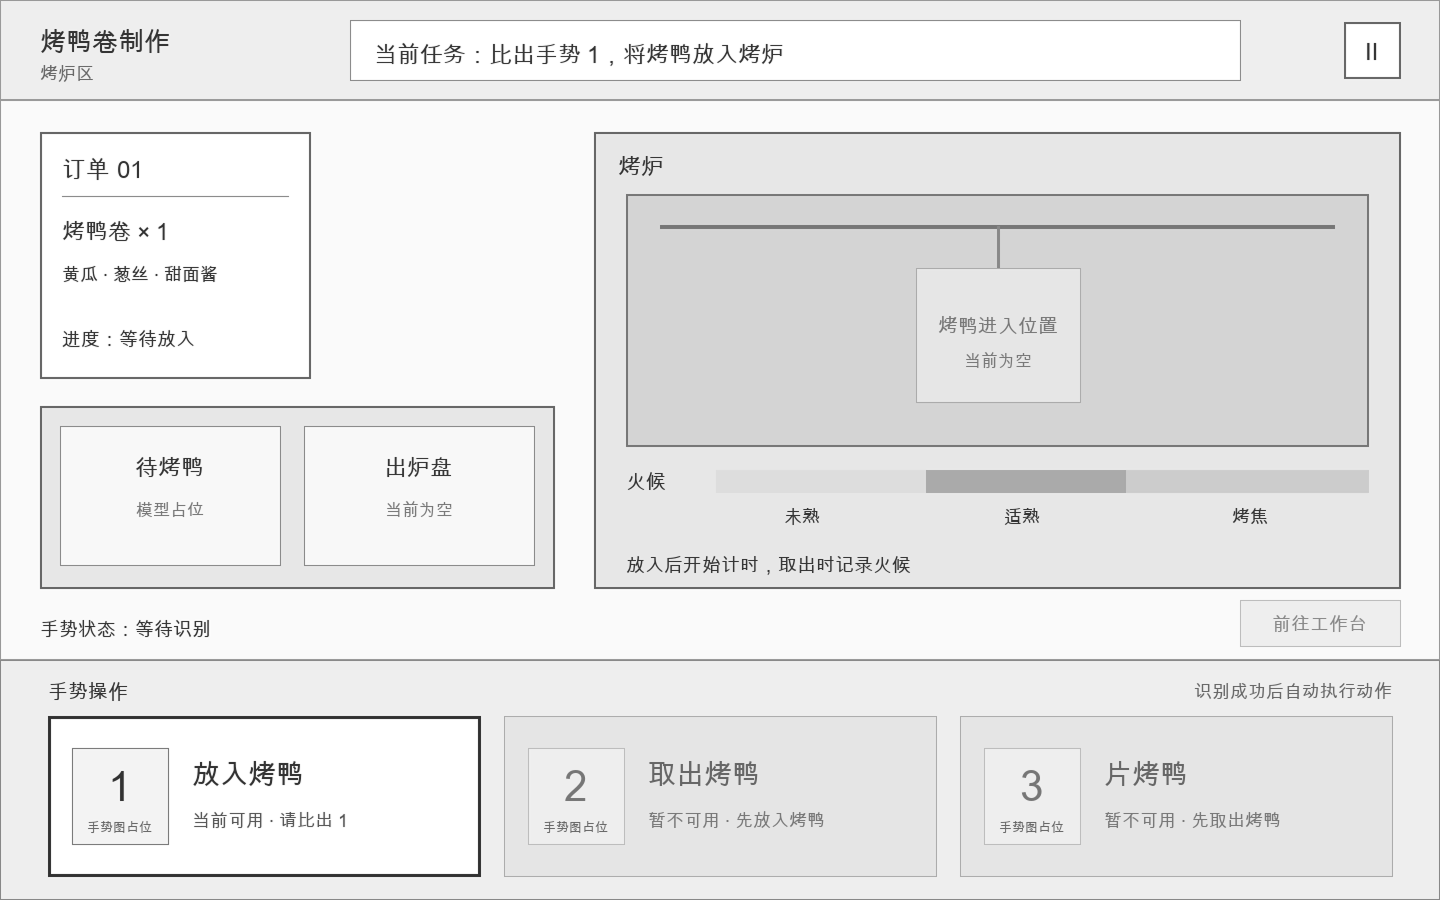 烤鸭卷制作
烤炉区
当前任务：比出手势 1，将烤鸭放入烤炉
II
订单 01
烤鸭卷 × 1
黄瓜 · 葱丝 · 甜面酱
进度：等待放入
待烤鸭
模型占位
出炉盘
当前为空
烤炉
烤鸭进入位置
当前为空
火候
未熟
适熟
烤焦
放入后开始计时，取出时记录火候
手势状态：等待识别
前往工作台
手势操作
识别成功后自动执行动作
1
手势图占位
放入烤鸭
当前可用 · 请比出 1
2
手势图占位
取出烤鸭
暂不可用 · 先放入烤鸭
3
手势图占位
片烤鸭
暂不可用 · 先取出烤鸭